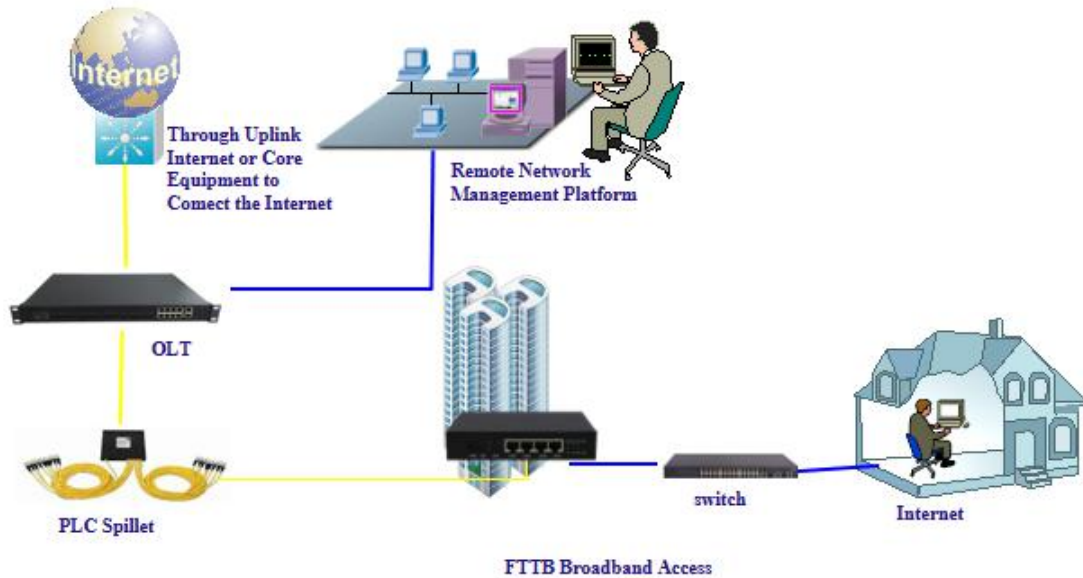 Internet
Through Uplink
Internet or Core
Equipment to
Comect the Internet
Remote Network
Management Platform
OLT
PLC Spillet
switch
Internet
FTTB Broadband Access